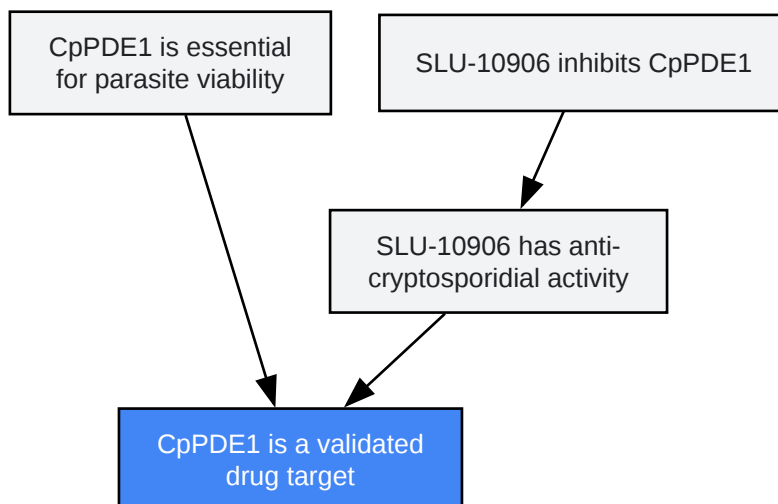 CpPDE1 is essential
for parasite viability
SLU-10906 inhibits CpPDE1
SLU-10906 has anti-
cryptosporidial activity
CpPDE1 is a validated
drug target